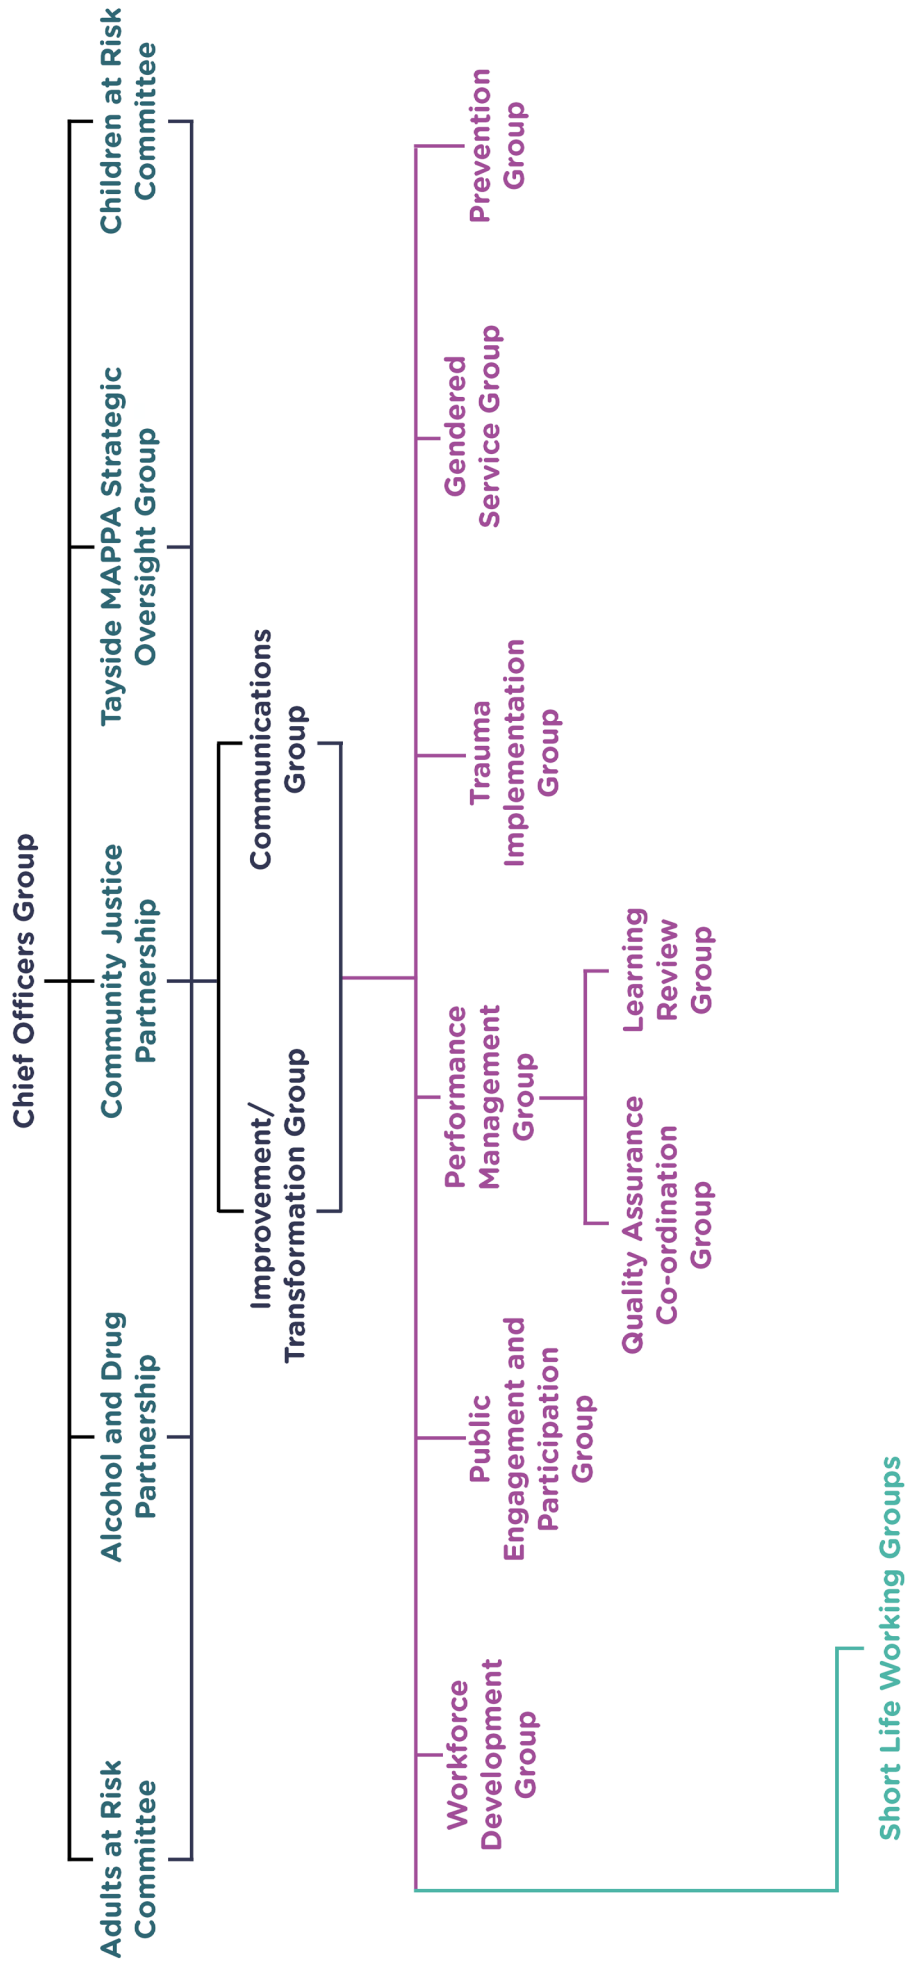 Chief Officers Group
Adults at Risk
Committee
Alcohol and Drug
Partnership
Community Justice
Partnership
Tayside MAPPA Strategic
Oversight Group
Children at Risk
Committee
Improvement/
Transformation Group
Communications
Group
Workforce
Development
Group
Public
Engagement and
Participation
Group
Performance
Management
Group
Trauma
Implementation
Group
Gendered
Service Group
Prevention
Group
Quality Assurance
Co-ordination
Group
Learning
Review
Group
Short Life Working Groups